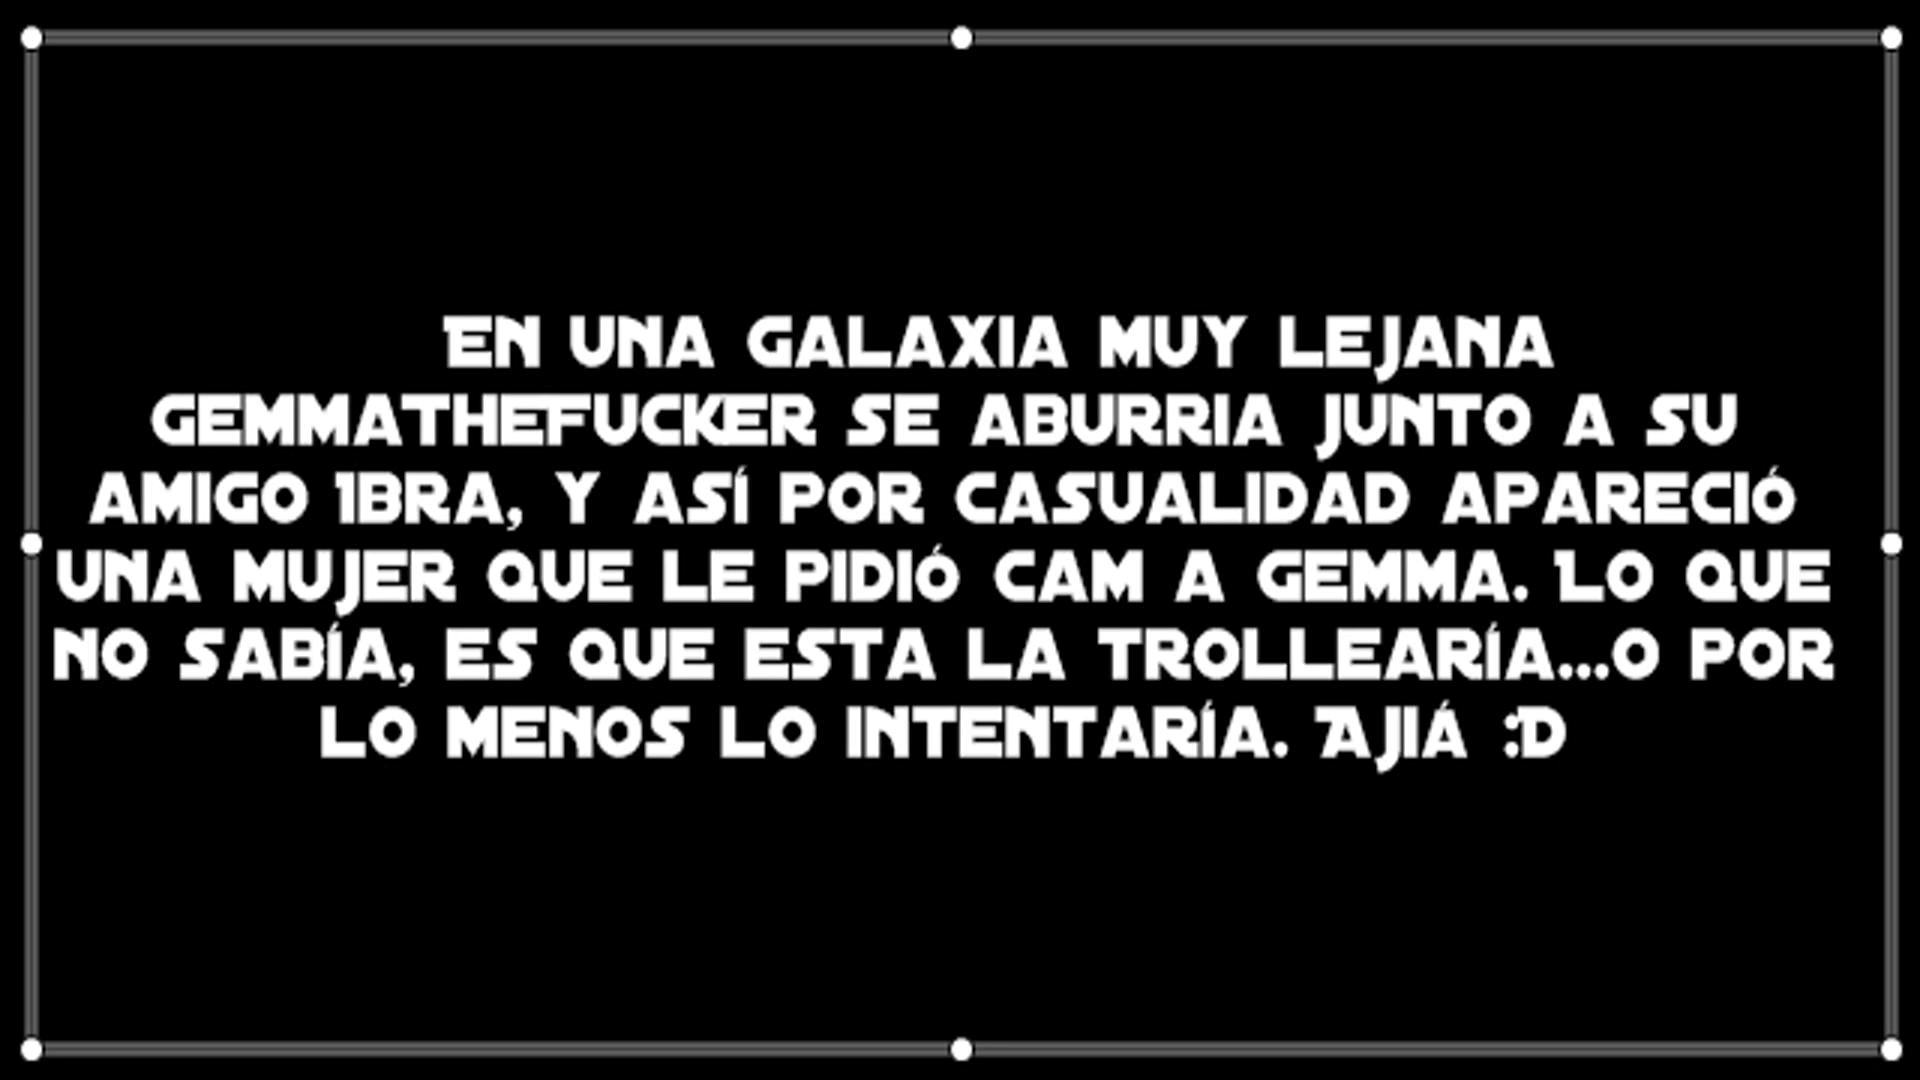 En una galaxia muy lejana
gemmathefucker se aburria junto a su
amigo Ibra, y así por casualidad apareció
una mujer que le pidió cam a gemma. Lo que
no sabía, es que esta la trollearía...o por
lo menos lo intentaría. Ajiá :D